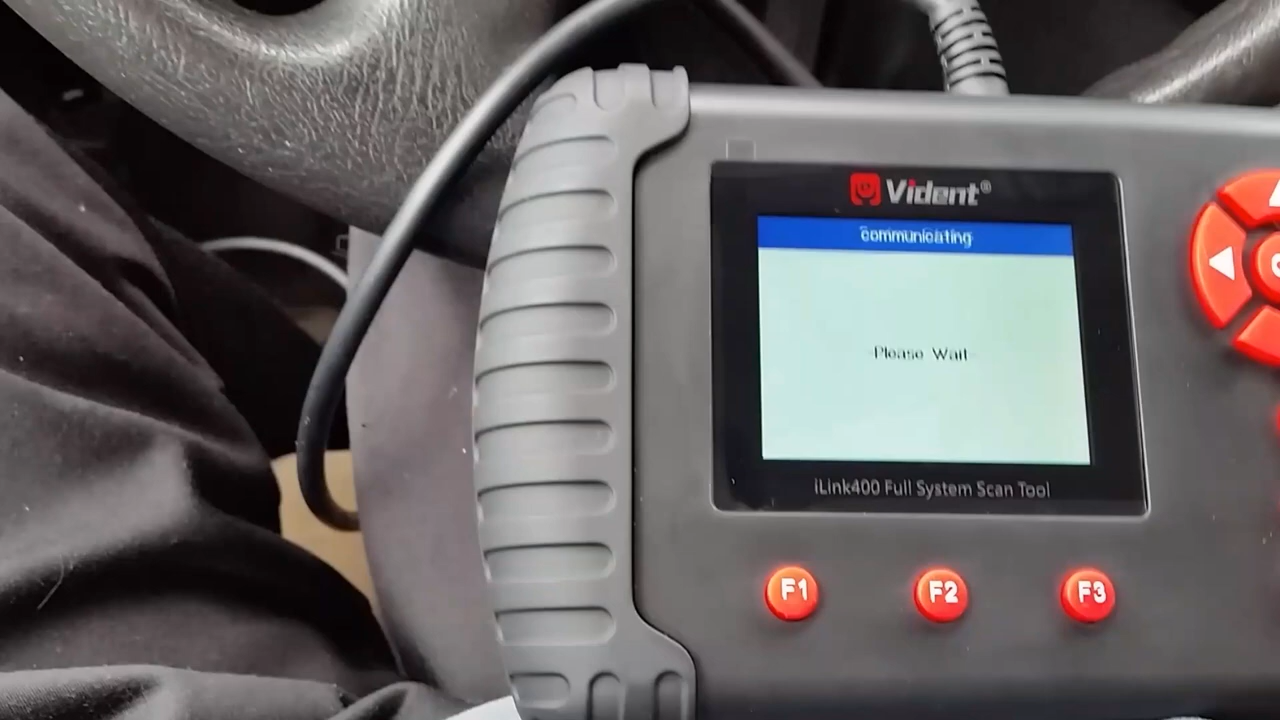 Vident®
communicating
-Please Wait-
iLink400 Full System Scan Tool
F1
F2
F3